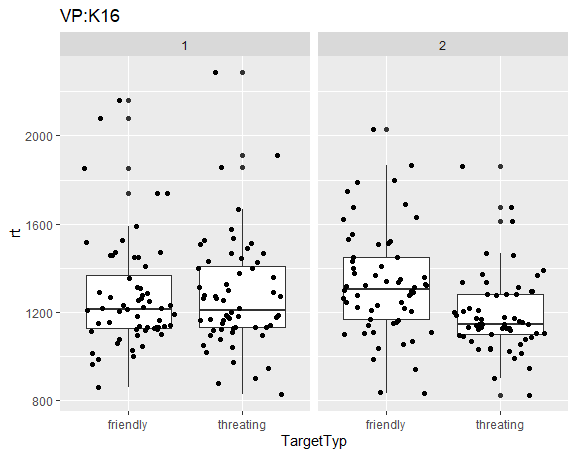 VP:K16
1 2
rt
2000
1600
1200
800
friendly threating friendly threating
TargetTyp